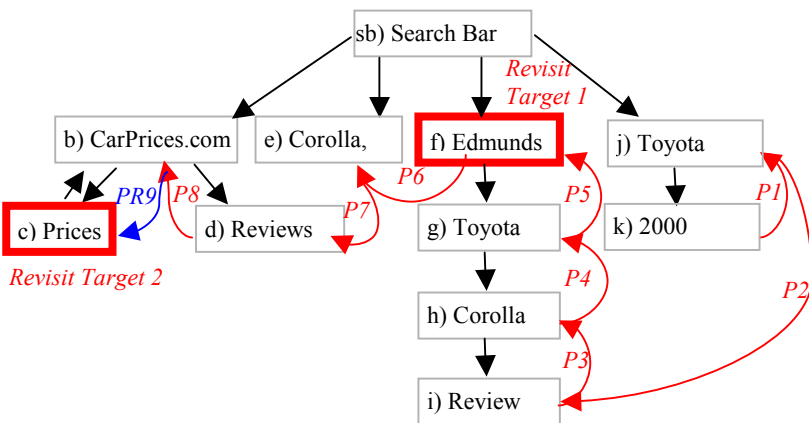 sb) Search Bar
Revisit
Target 1
b) CarPrices.com
e) Corolla,
f) Edmunds
j) Toyota
P6
P5
P1
PR9
P8
P7
c) Prices
d) Reviews
g) Toyota
k) 2000
Revisit Target 2
P4
P2
h) Corolla
P3
i) Review